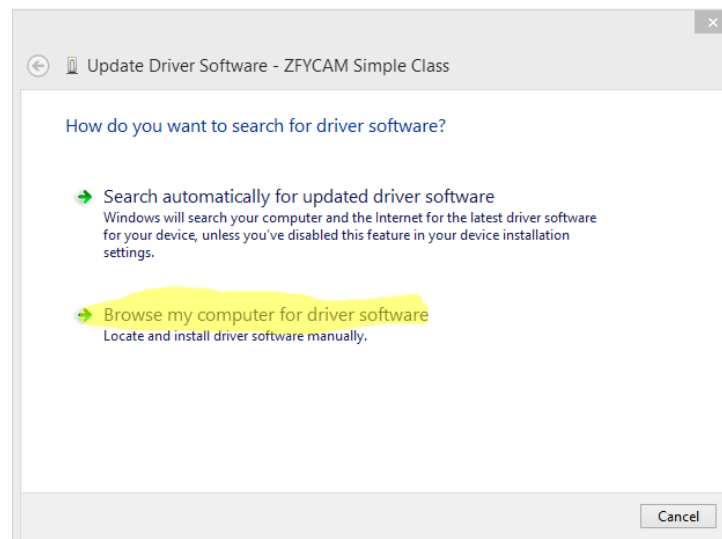 Update Driver Software - ZFYCAM Simple Class
How do you want to search for driver software?
Search automatically for updated driver software
Windows will search your computer and the Internet for the latest driver software
for your device, unless you've disabled this feature in your device installation
settings.
Browse my computer for driver software
Locate and install driver software manually.
Cancel